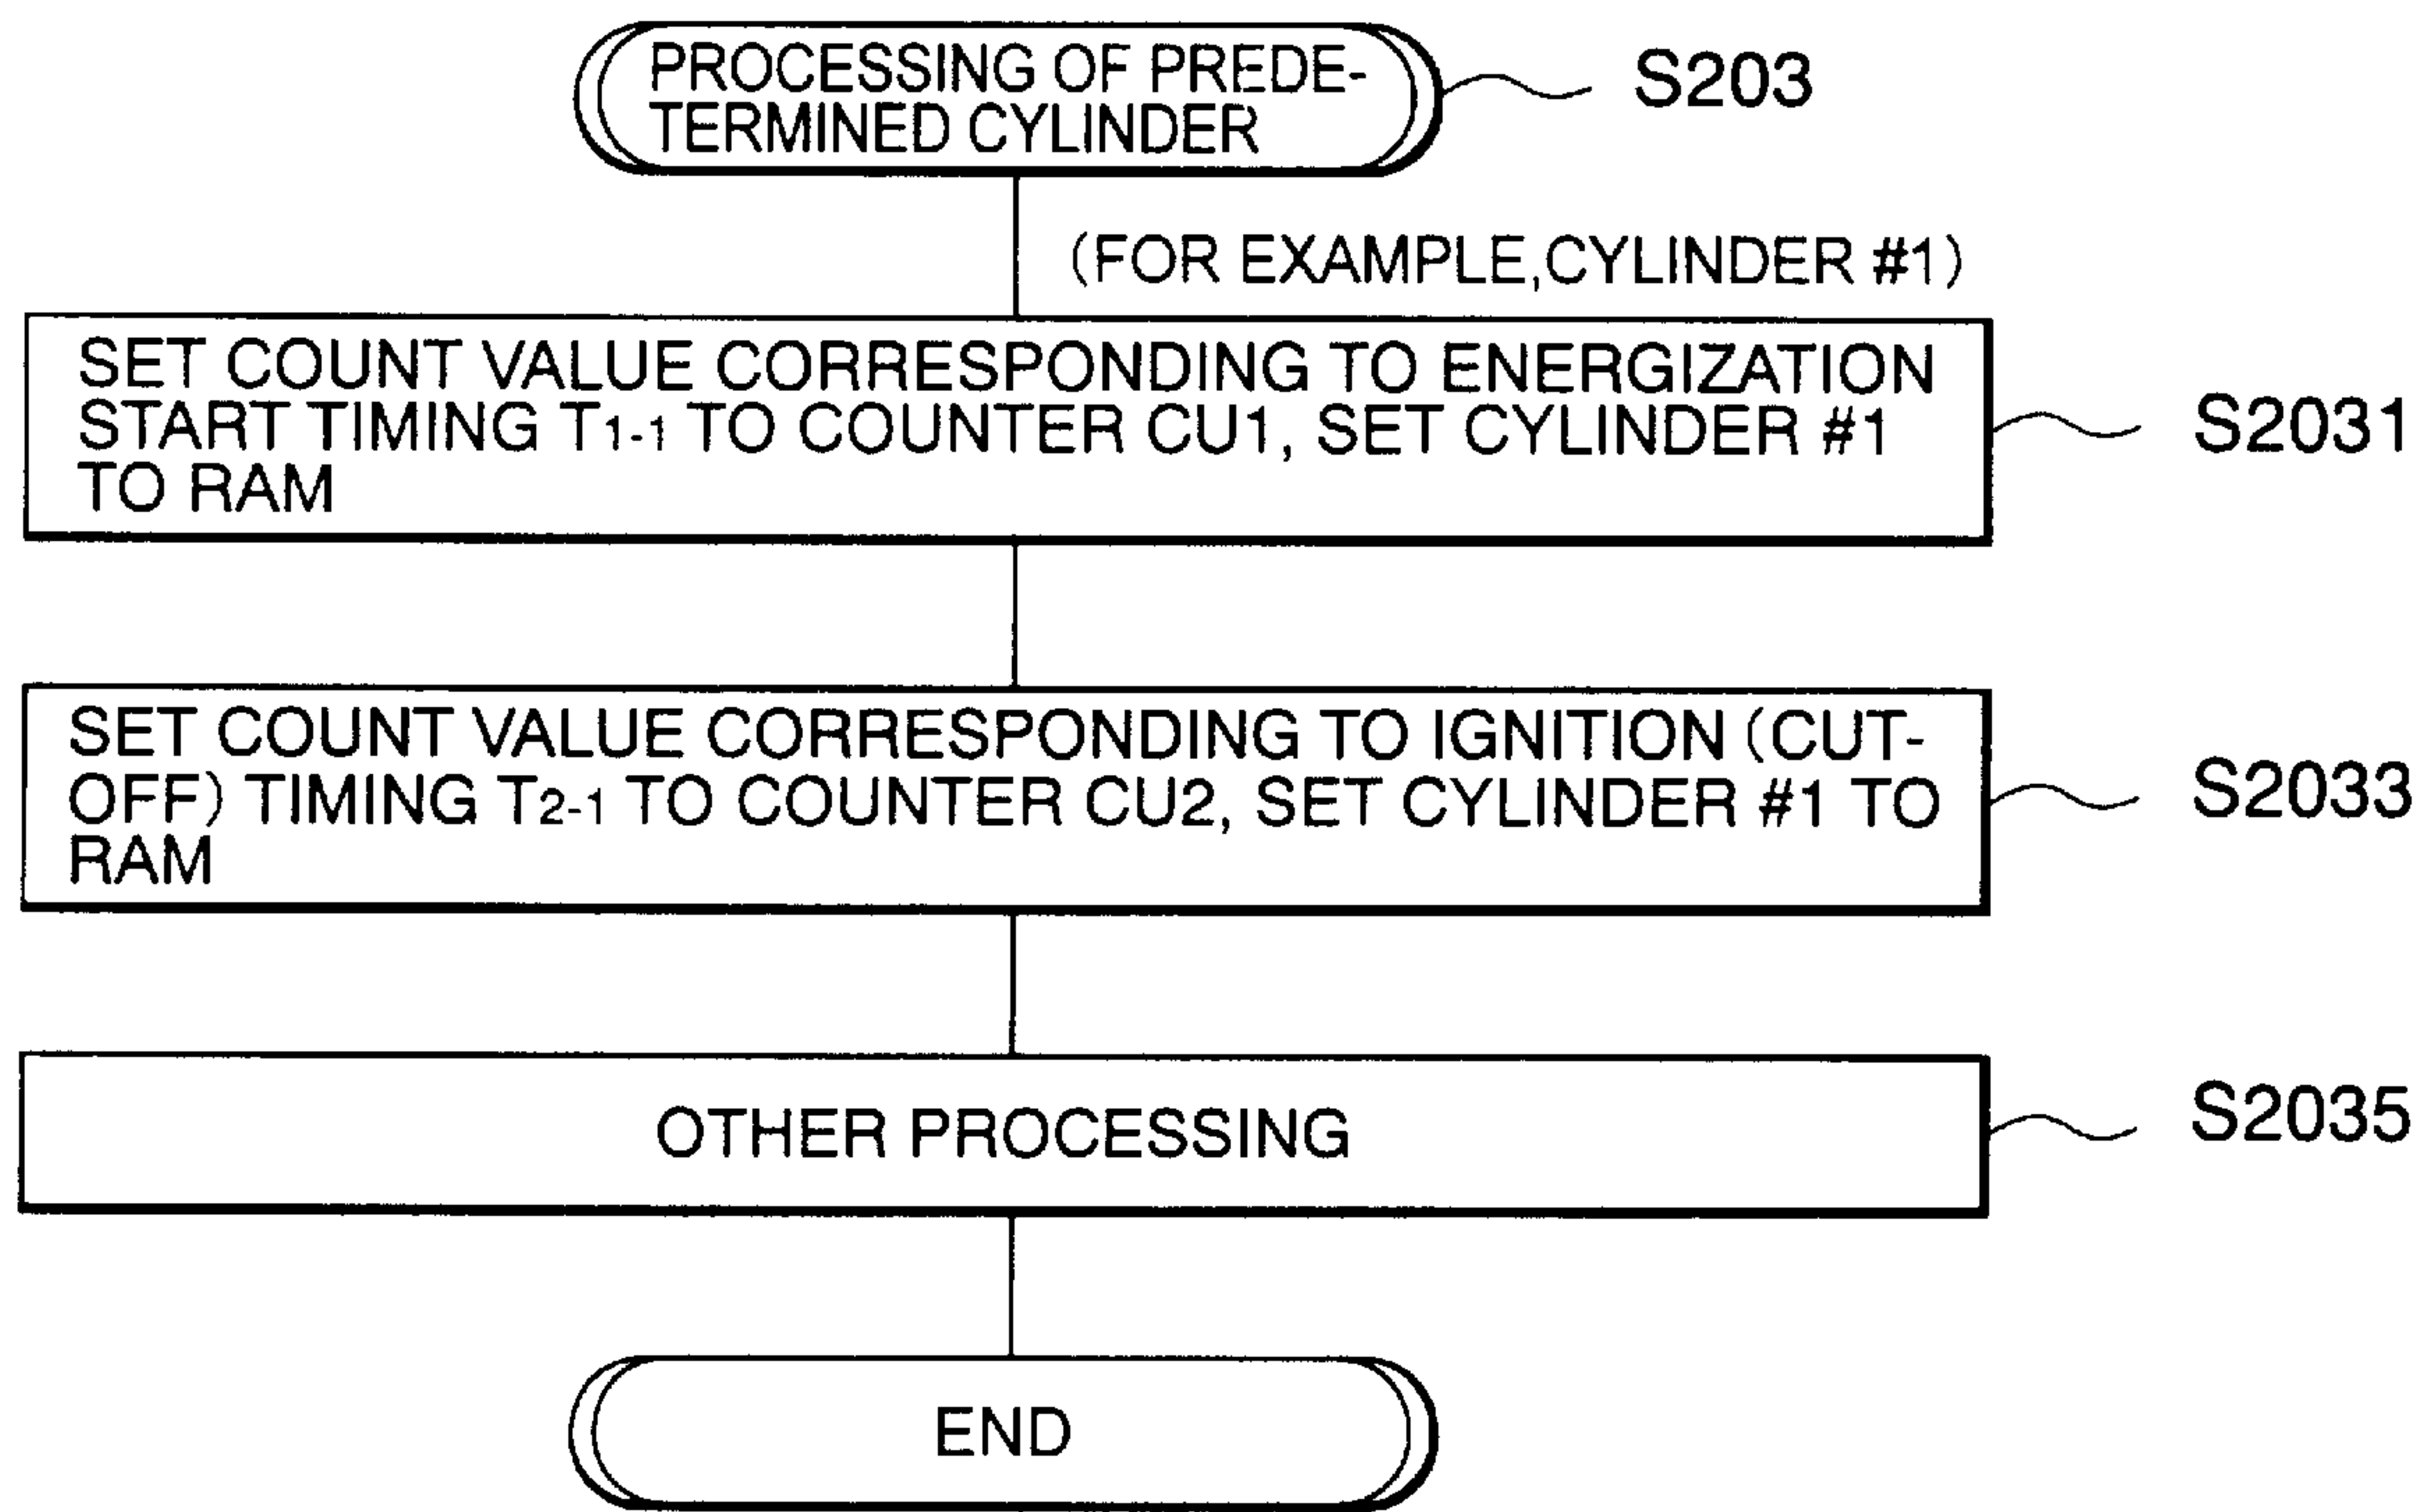 PROCESSING OF PREDE-
TERMINED CYLINDER
S203
(FOR EXAMPLE,CYLINDER #1)
SET COUNT VALUE CORRESPONDING TO ENERGIZATION
START TIMING T1-1 TO COUNTER CU1, SET CYLINDER #1
TO RAM
S2031
SET COUNT VALUE CORRESPONDING TO IGNITION (CUT-
OFF) TIMING T2-1 TO COUNTER CU2, SET CYLINDER #1 TO
RAM
S2033
OTHER PROCESSING
S2035
END